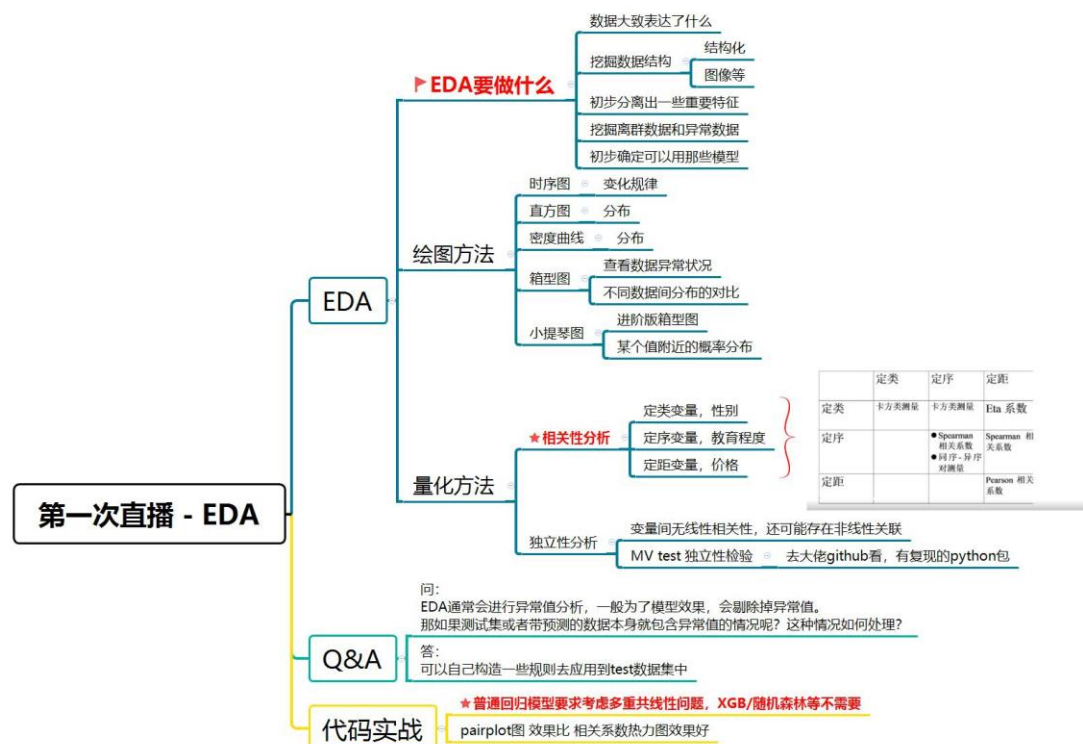 第一次直播 - EDA
EDA
EDA要做什么
数据大致表达了什么
挖掘数据结构
结构化
图像等
初步分离出一些重要特征
挖掘离群数据和异常数据
初步确定可以用那些模型
绘图方法
时序图
变化规律
直方图
分布
密度曲线
分布
箱型图
查看数据异常状况
不同数据间分布的对比
小提琴图
进阶版箱型图
某个值附近的概率分布
量化方法
相关性分析
定类变量，性别
定序变量，教育程度
定距变量，价格
定类 定序 定距
定类 卡方类测量 卡方类测量 Eta 系数
定序
Spearman
相关系数
同序-异序
对测量
Spearman 相
关系数
定距
Pearson 相关
系数
独立性分析
变量间无线性相关性，还可能存在非线性关联
MV test 独立性检验
去大佬github看，有复现的python包
Q&A
问：
EDA通常会进行异常值分析，一般为了模型效果，会剔除掉异常值。
那如果测试集或者带预测的数据本身就包含异常值的情况呢？这种情况如何处理？
答：
可以自己构造一些规则去应用到test数据集中
代码实战
普通回归模型要求考虑多重共线性问题，XGB/随机森林等不需要
pairplot图 效果比 相关系数热力图效果好